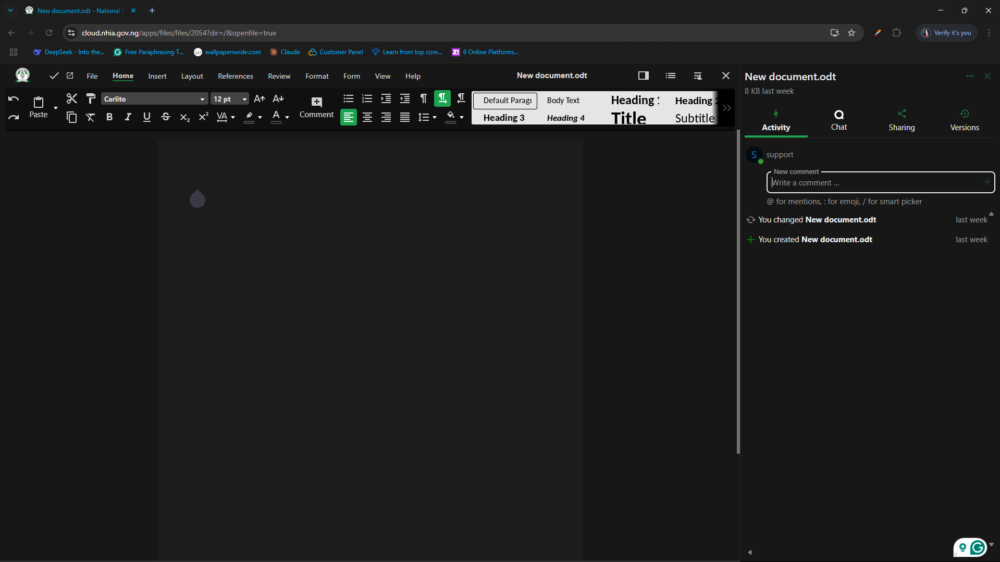 New document.odt - National
cloud.nhia.gov.ng/apps/files/files/2054?dir=/&openfile=true
Verify it's you
DeepSeek - Into the...
Free Paraphrasing T...
wallpaperswide.com
Claude
Customer Panel
Learn from top com...
6 Online Platforms...
File
Home
Insert
Layout
References
Review
Format
Form
View
Help
New document.odt
Paste
Carlito
12 pt
Comment
Default Paragr
Body Text
Heading
Heading 2
Heading 3
Heading 4
Title
Subtitle
New document.odt
8 KB last week
Activity
Chat
Sharing
Versions
S
support
New comment
Write a comment ...
@ for mentions, : for emoji, / for smart picker
You changed New document.odt
last week
You created New document.odt
last week